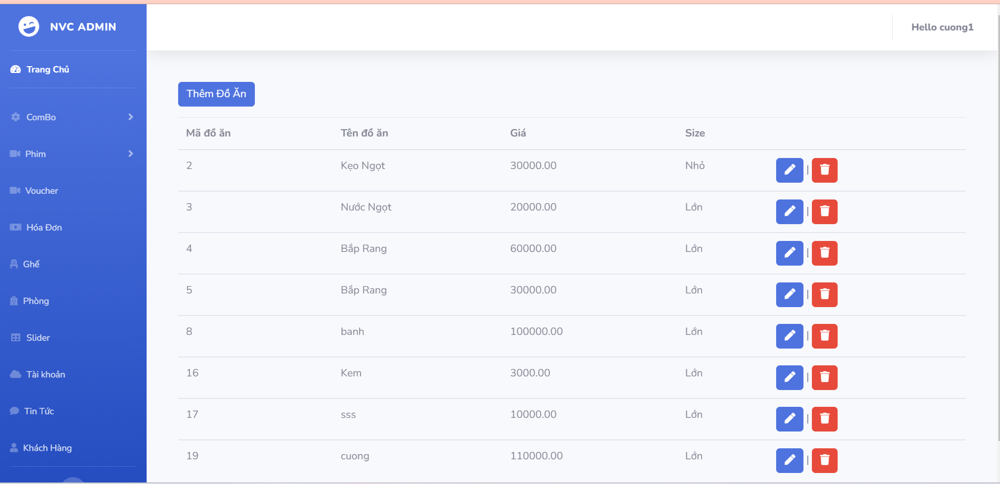 NVC ADMIN
Hello cuong1
Trang Chủ
ComBo
Phim
Voucher
Hóa Đơn
Ghế
Phòng
Slider
Tài khoản
Tin Tức
Khách Hàng
Thêm Đồ Ăn
Mã đồ ăn Tên đồ ăn Giá Size
2 Kẹo Ngọt 30000.00 Nhỏ
3 Nước Ngọt 20000.00 Lớn
4 Bắp Rang 60000.00 Lớn
5 Bắp Rang 30000.00 Lớn
8 banh 100000.00 Lớn
16 Kem 3000.00 Lớn
17 sss 10000.00 Lớn
19 cuong 110000.00 Lớn